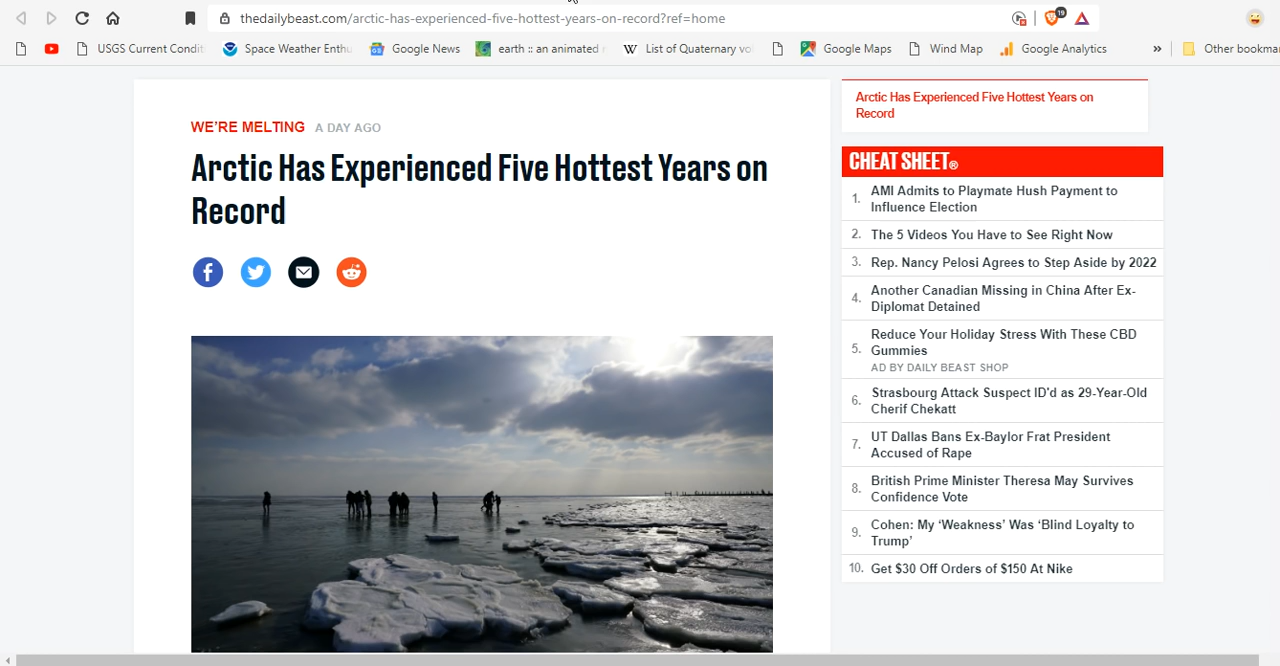 thedailybeast.com/arctic-has-experienced-five-hottest-years-on-record?ref=home
19
USGS Current Condit
Space Weather Enthu
Google News
earth :: an animated
W List of Quaternary vo
Google Maps
Wind Map
Google Analytics
»
Other bookma
WE'RE MELTING A DAY AGO
Arctic Has Experienced Five Hottest Years on
Record
Arctic Has Experienced Five Hottest Years on
Record
CHEAT SHEET®
1. AMI Admits to Playmate Hush Payment to
Influence Election
2. The 5 Videos You Have to See Right Now
3. Rep. Nancy Pelosi Agrees to Step Aside by 2022
4. Another Canadian Missing in China After Ex-
Diplomat Detained
5. Reduce Your Holiday Stress With These CBD
Gummies
AD BY DAILY BEAST SHOP
6. Strasbourg Attack Suspect ID'd as 29-Year-Old
Cherif Chekatt
7. UT Dallas Bans Ex-Baylor Frat President
Accused of Rape
8. British Prime Minister Theresa May Survives
Confidence Vote
9. Cohen: My ‘Weakness’ Was ‘Blind Loyalty to
Trump’
10. Get $30 Off Orders of $150 At Nike